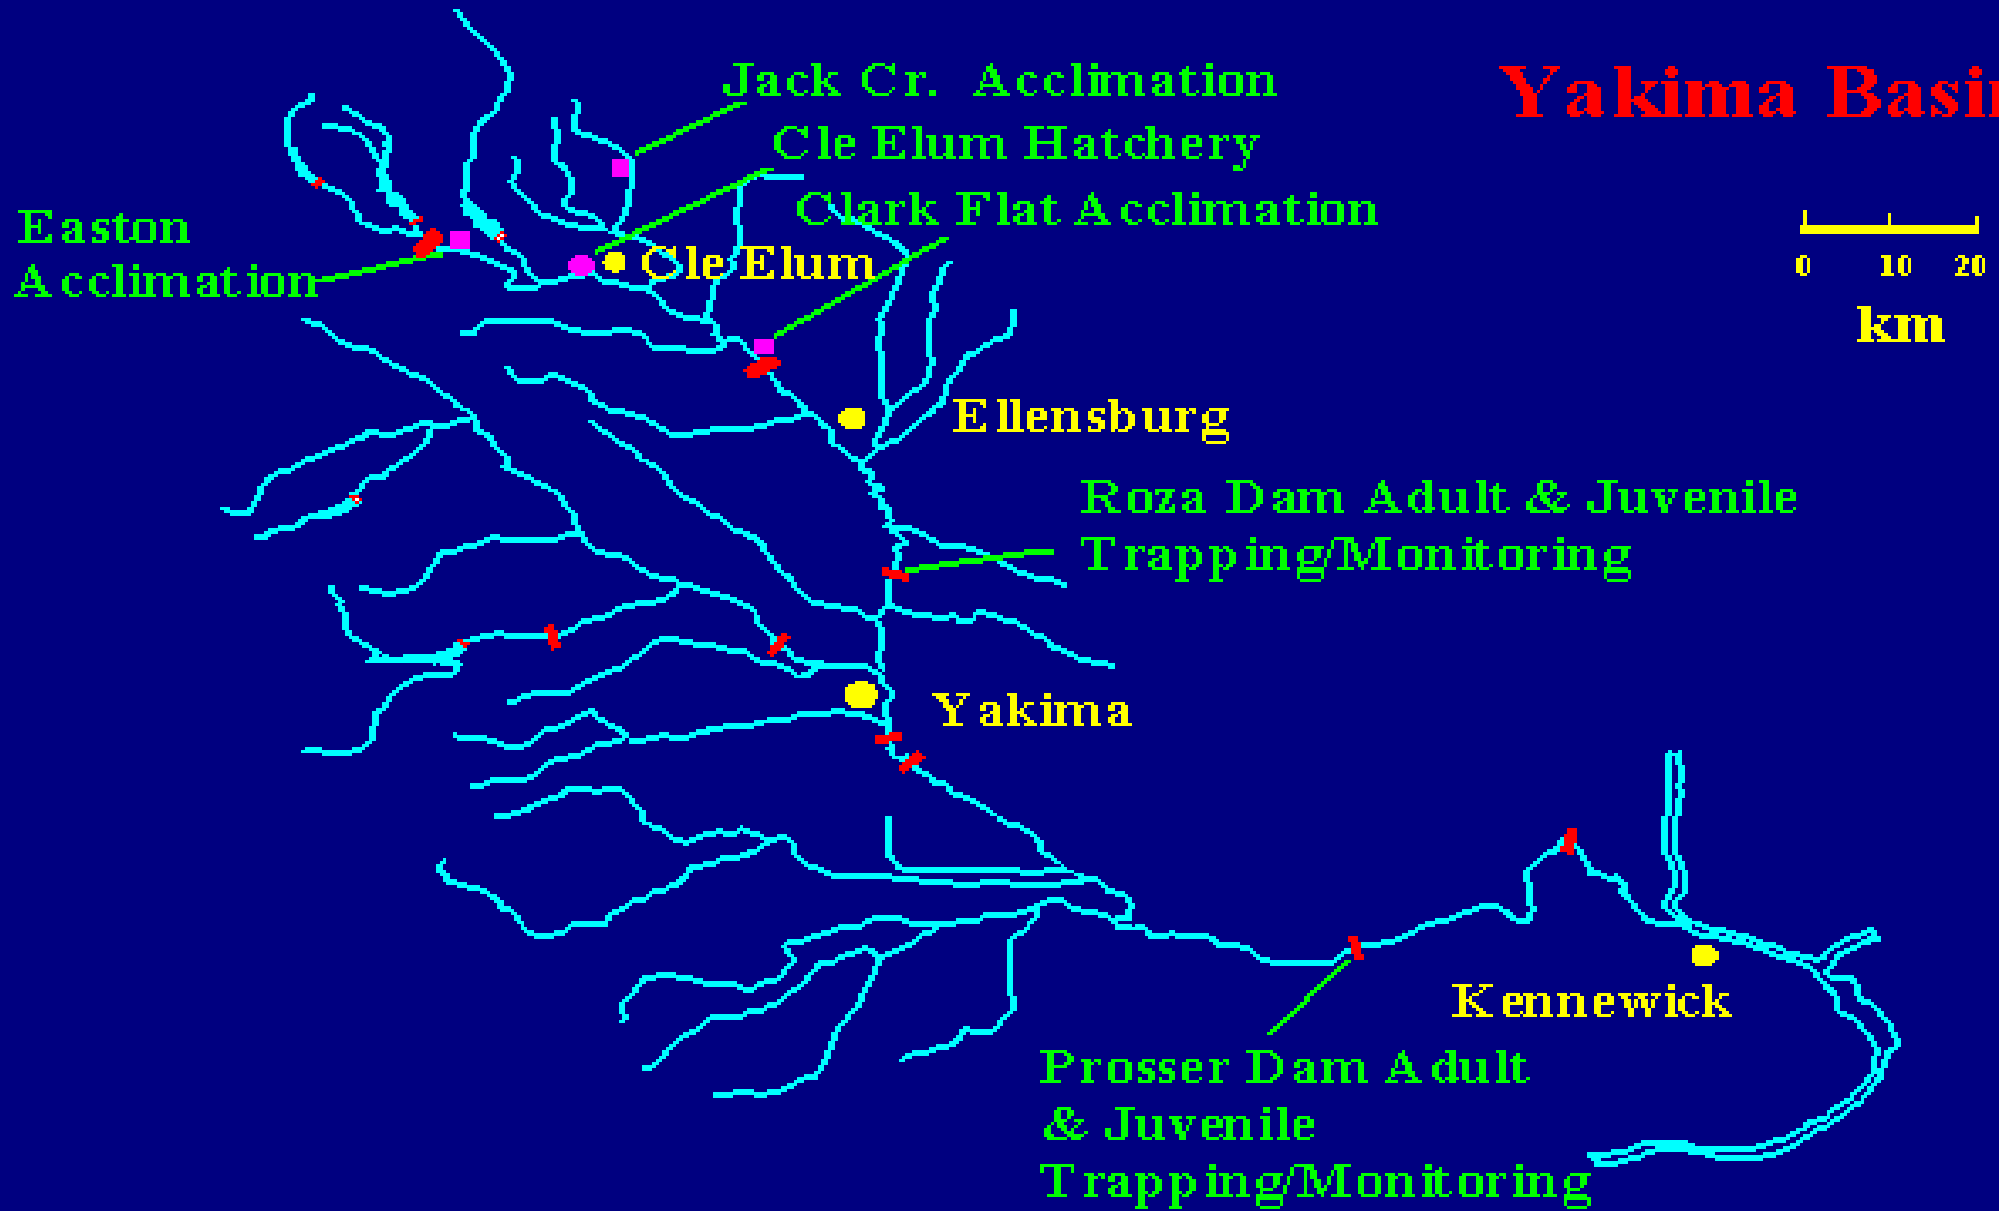 Jack Cr. Acclimation
Yakima Basin
Cle Elum Hatchery
Clark Flat Acclimation
Easton
Acclimation
Cle Elum
0 10 20
km
Ellensburg
Roza Dam Adult & Juvenile
Trapping/Monitoring
Yakima
Kennewick
Prosser Dam Adult
& Juvenile
Trapping/Monitoring